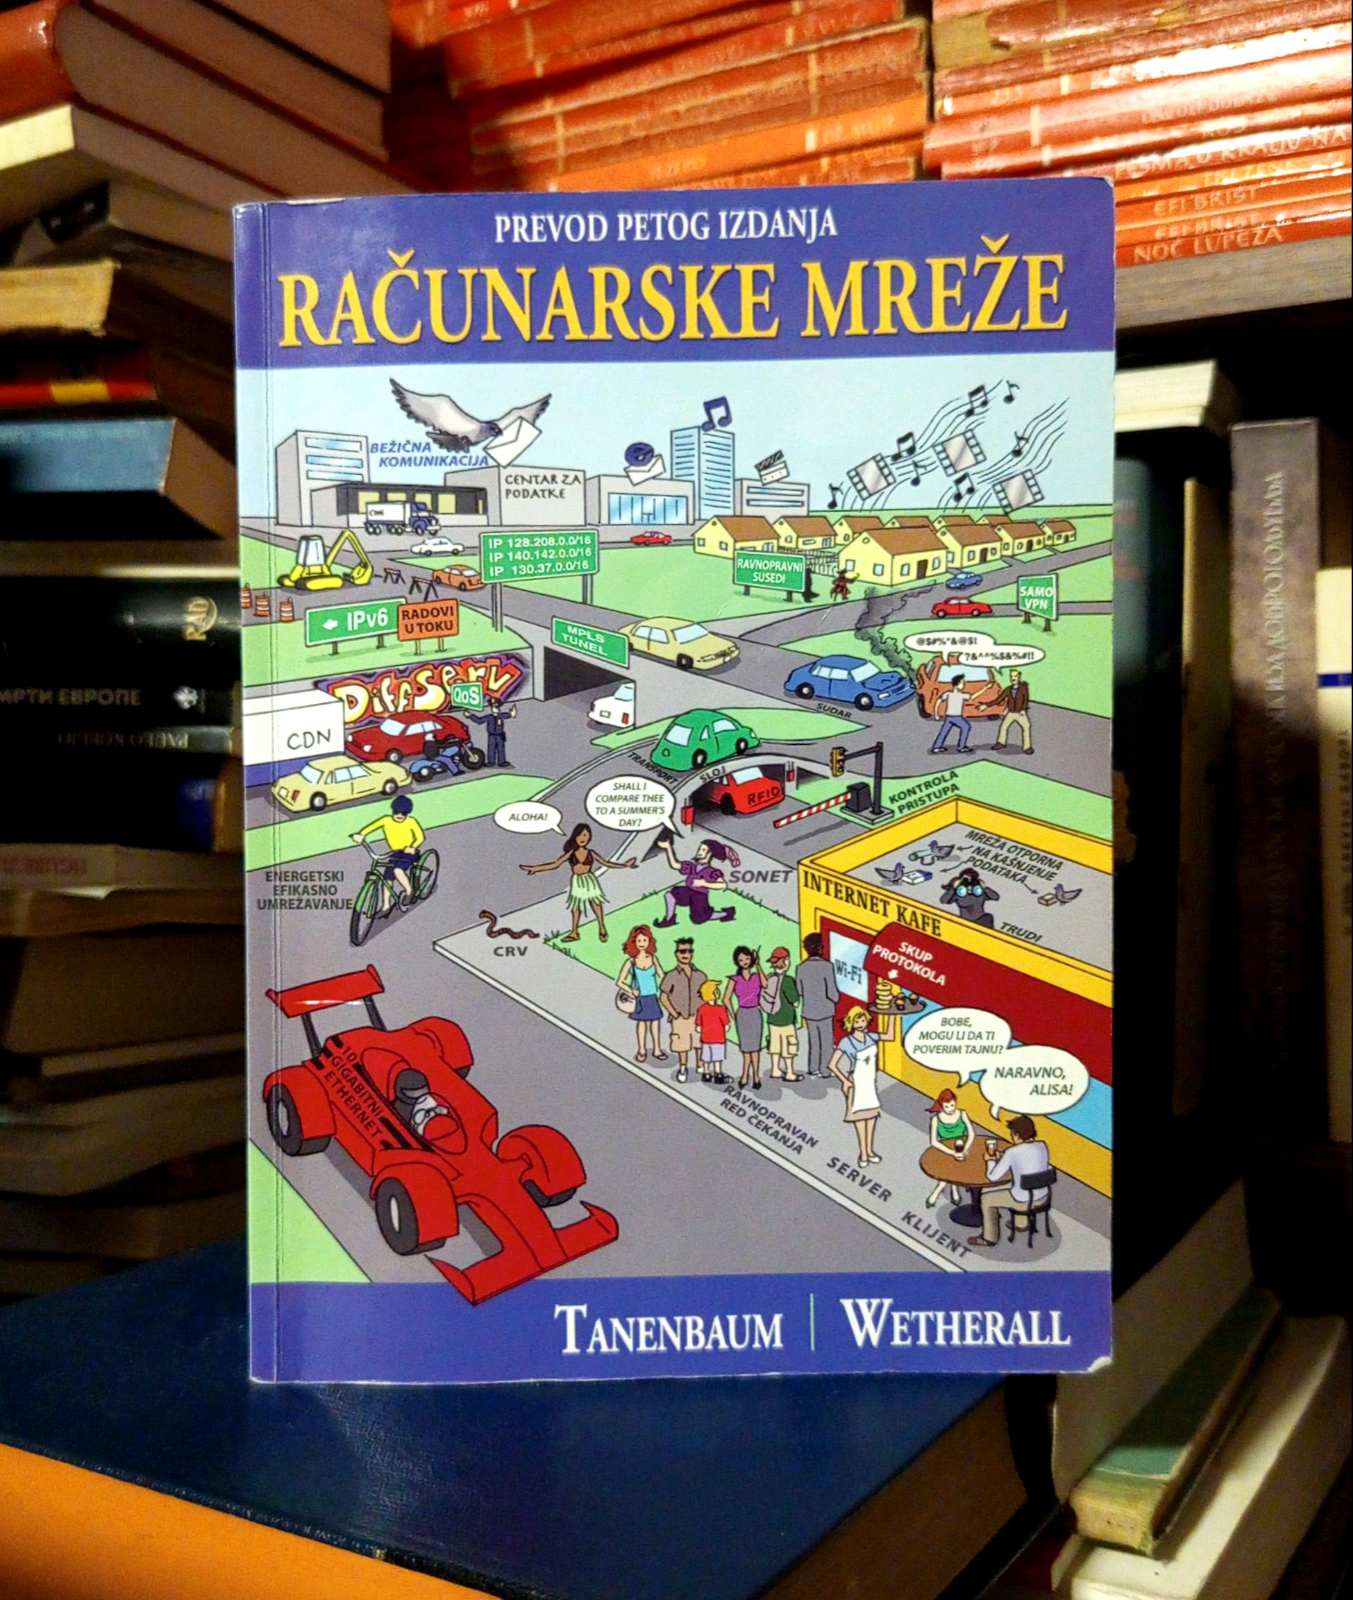 PREVOD PETOG IZDANJA
RAČUNARSKE MREŽE
BEŽIČNA
KOMUNIKACIJA
CENTAR ZA
PODATKE
IP 128.208.0.0/16
IP 140.142.0.0/16
IP 130.37.0.0/16
RAVNOPRAVNI
SUSEDI
SAMO
VPN
← IPv6
RADOVI
U TOKU
MPLS
TUNEL
@$#%*&@$!
?&^^%$&%#!!
DiffServ
QoS
SUDAR
CDN
TRANSPORT
SLOJ
RFID
KONTROLA
PRISTUPA
ALOHA!
SHALL I
COMPARE THEE
TO A SUMMER'S
DAY?
MREŽA OTPORNA
NA KAŠNJENJE
PODATAKA
ENERGETSKI
EFIKASNO
UMREŽAVANJE
SONET
INTERNET KAFE
TRUDI
CRV
SKUP
PROTOKOLA
Wi-Fi
BOBE,
MOGU LI DA TI
POVERIM TAJNU?
NARAVNO,
ALISA!
10
GIGABITNI
ETHERNET
RAVNOPRAVAN
RED ČEKANJA
SERVER
KLIJENT
TANENBAUM | WETHERALL
EFI BRIST
NOĆ LUPEŽA
RAD